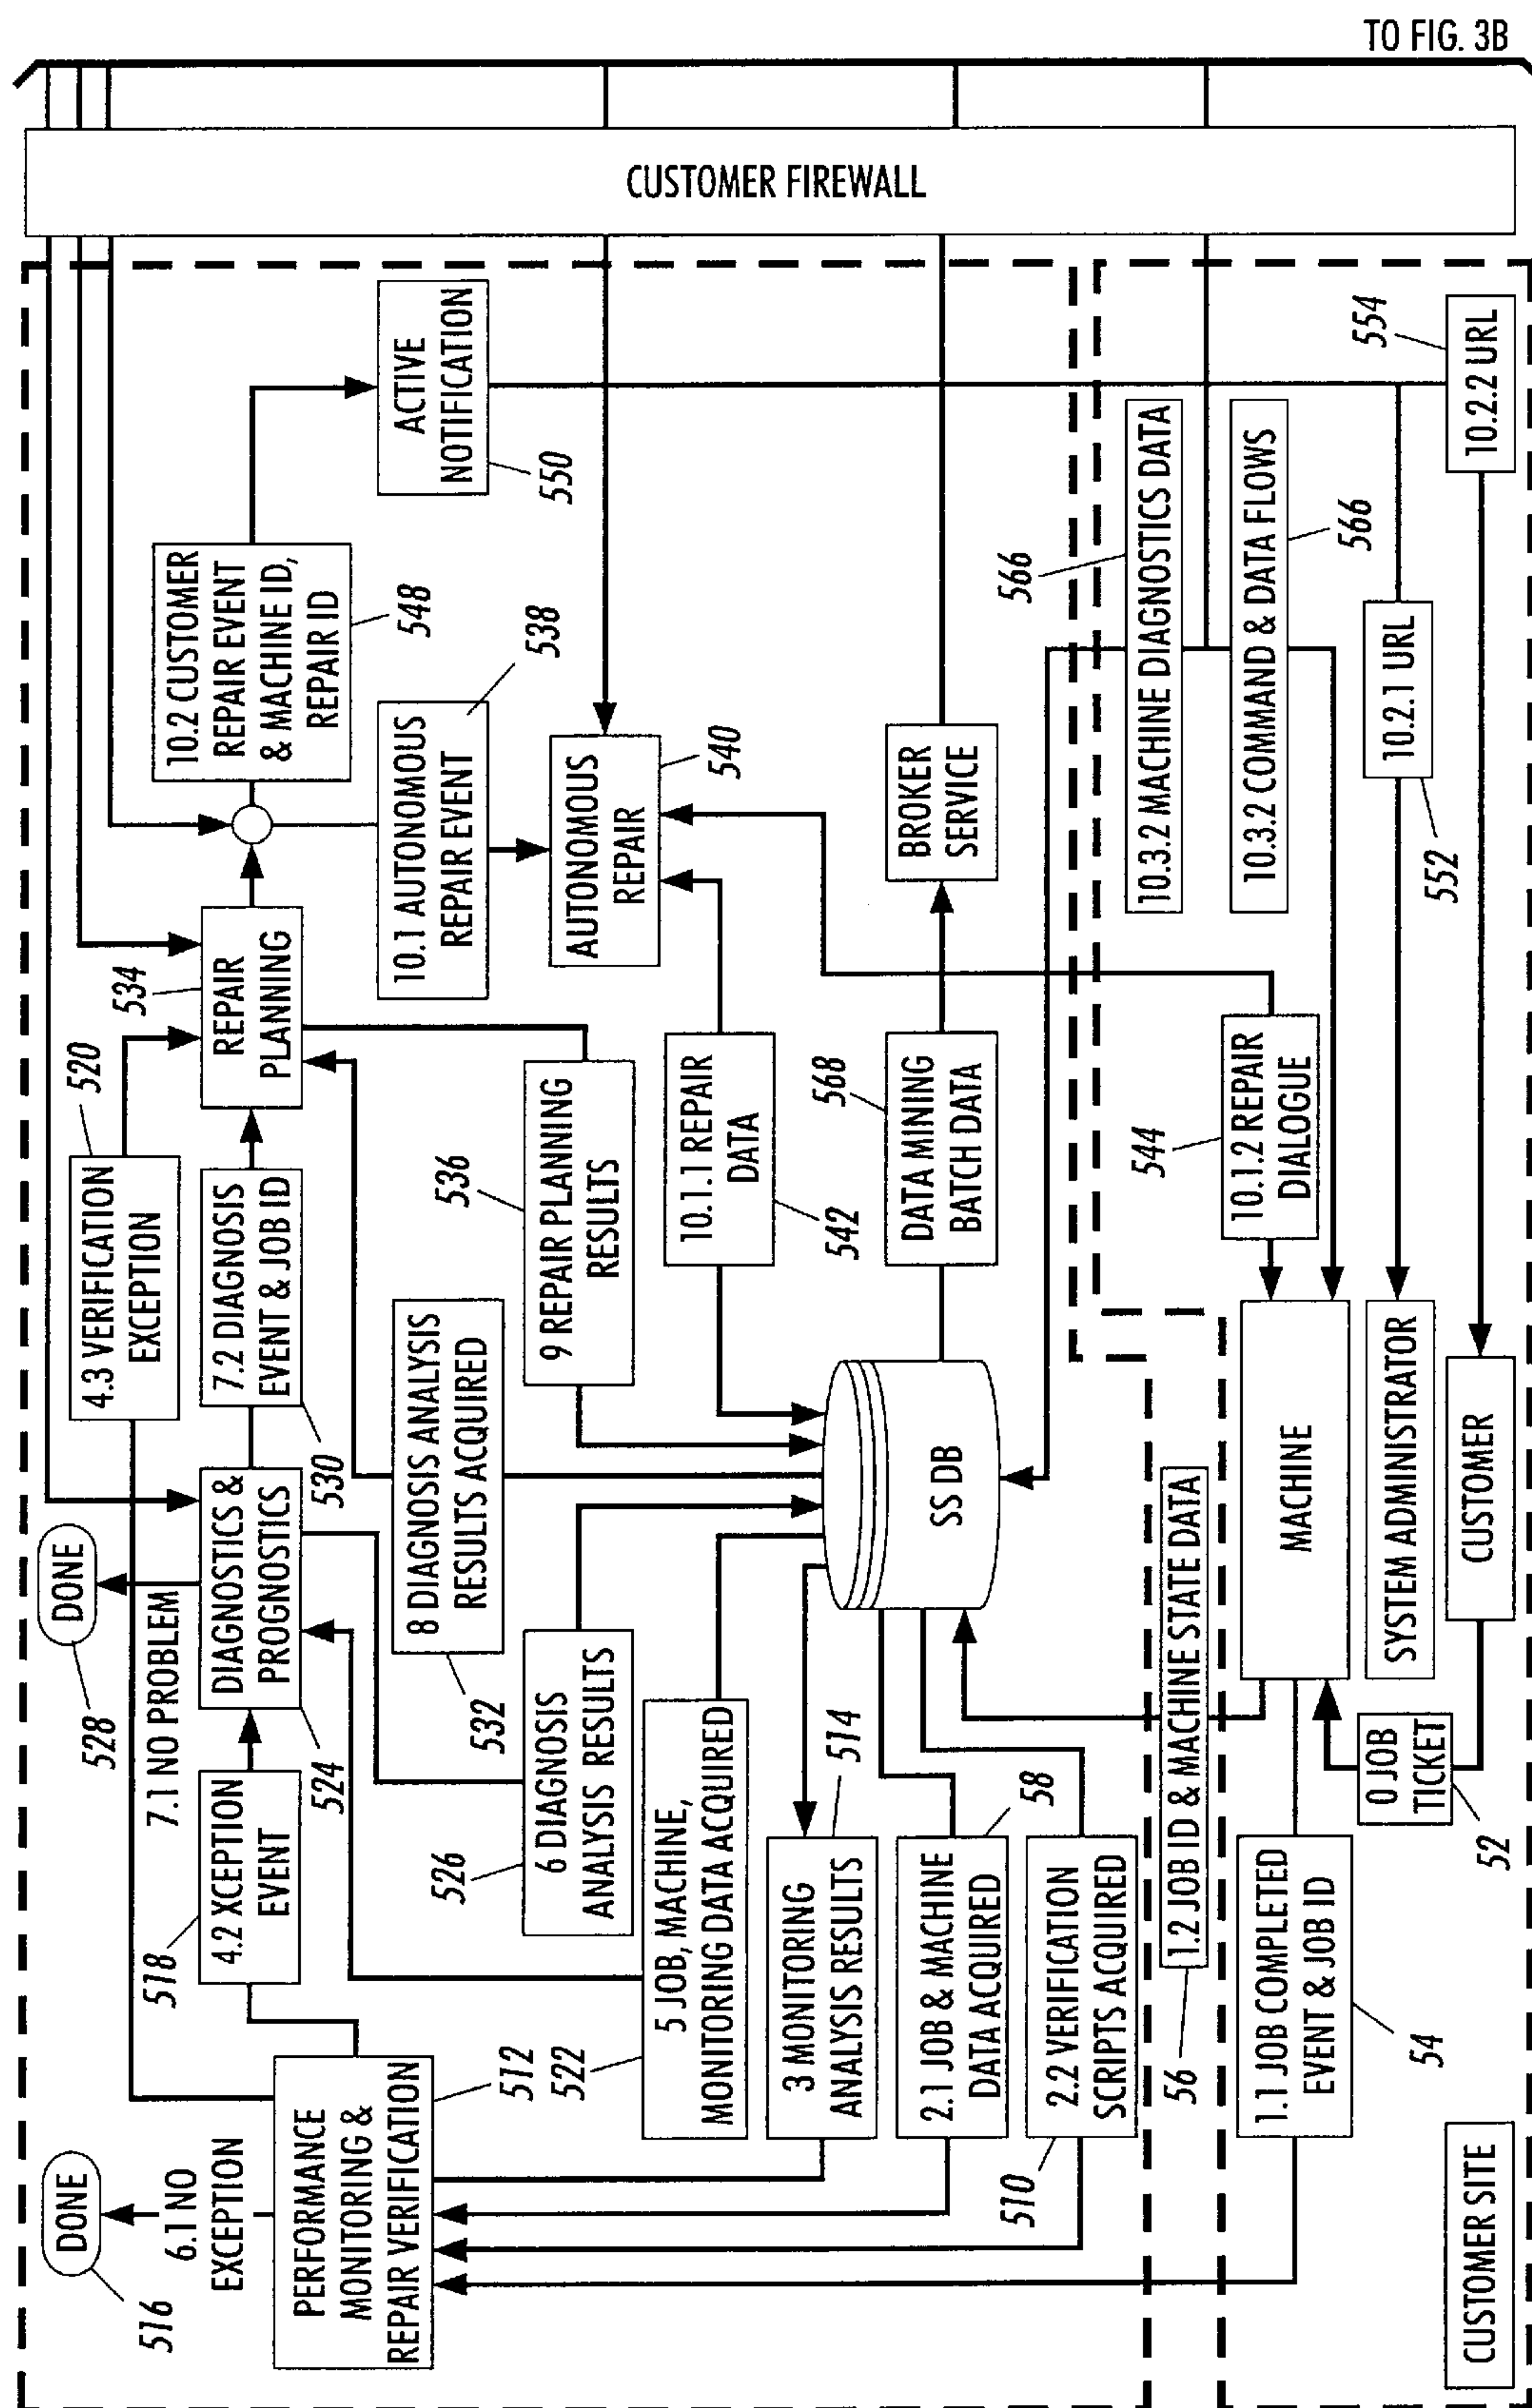 TO FIG. 3B
CUSTOMER FIREWALL
DONE
516
6.1 NO
EXCEPTION
PERFORMANCE
MONITORING &
REPAIR VERIFICATION
512
DONE
528
7.1 NO PROBLEM
518
4.2 XCEPTION
EVENT
DIAGNOSTICS &
PROGNOSTICS
524
4.3 VERIFICATION
EXCEPTION
520
7.2 DIAGNOSIS
EVENT & JOB ID
530
534
REPAIR
PLANNING
10.2 CUSTOMER
REPAIR EVENT
& MACHINE ID,
REPAIR ID
548
ACTIVE
NOTIFICATION
550
10.1 AUTONOMOUS
REPAIR EVENT
538
8 DIAGNOSIS ANALYSIS
RESULTS ACQUIRED
532
526
6 DIAGNOSIS
ANALYSIS RESULTS
536
9 REPAIR PLANNING
RESULTS
AUTONOMOUS
REPAIR
540
522
5 JOB, MACHINE,
MONITORING DATA ACQUIRED
10.1.1 REPAIR
DATA
542
3 MONITORING
ANALYSIS RESULTS
514
2.1 JOB & MACHINE
DATA ACQUIRED
58
SS DB
568
DATA MINING
BATCH DATA
BROKER
SERVICE
510
2.2 VERIFICATION
SCRIPTS ACQUIRED
566
10.3.2 MACHINE DIAGNOSTICS DATA
56
1.2 JOB ID & MACHINE STATE DATA
544
10.1.2 REPAIR
DIALOGUE
10.3.2 COMMAND & DATA FLOWS
566
1.1 JOB COMPLETED
EVENT & JOB ID
54
MACHINE
0 JOB
TICKET
52
SYSTEM ADMINISTRATOR
10.2.1 URL
552
554
CUSTOMER SITE
CUSTOMER
10.2.2 URL